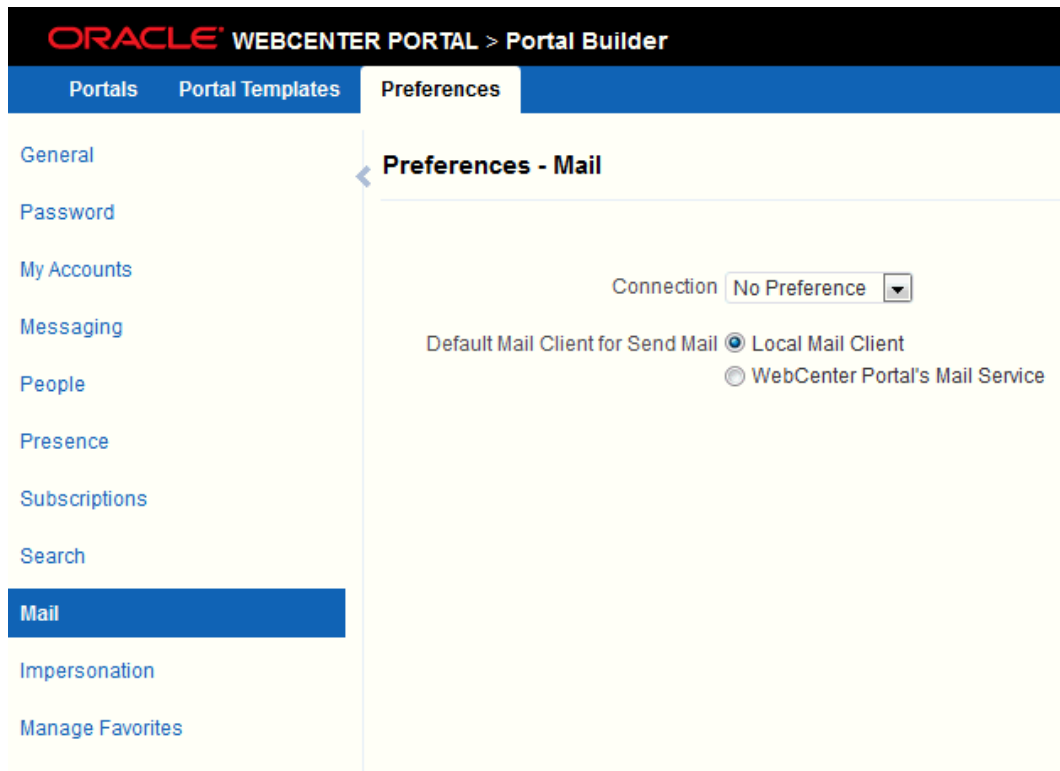 ORACLE WEBCENTER PORTAL > Portal Builder
Portals Portal Templates Preferences
General
Password
My Accounts
Messaging
People
Presence
Subscriptions
Search
Mail
Impersonation
Manage Favorites
Preferences - Mail
Connection No Preference
Default Mail Client for Send Mail Local Mail Client
WebCenter Portal's Mail Service